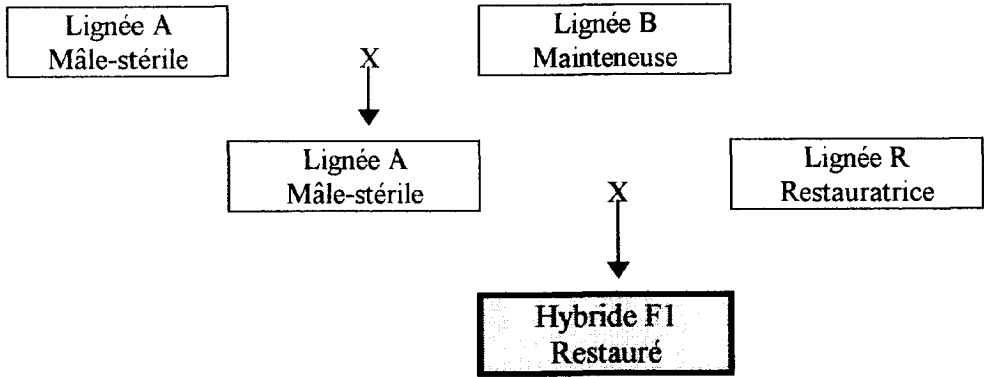 Lignée A
Mâle-stérile
X
Lignée B
Mainteneuse
Lignée A
Mâle-stérile
X
Lignée R
Restauratrice
Hybride F1
Restauré